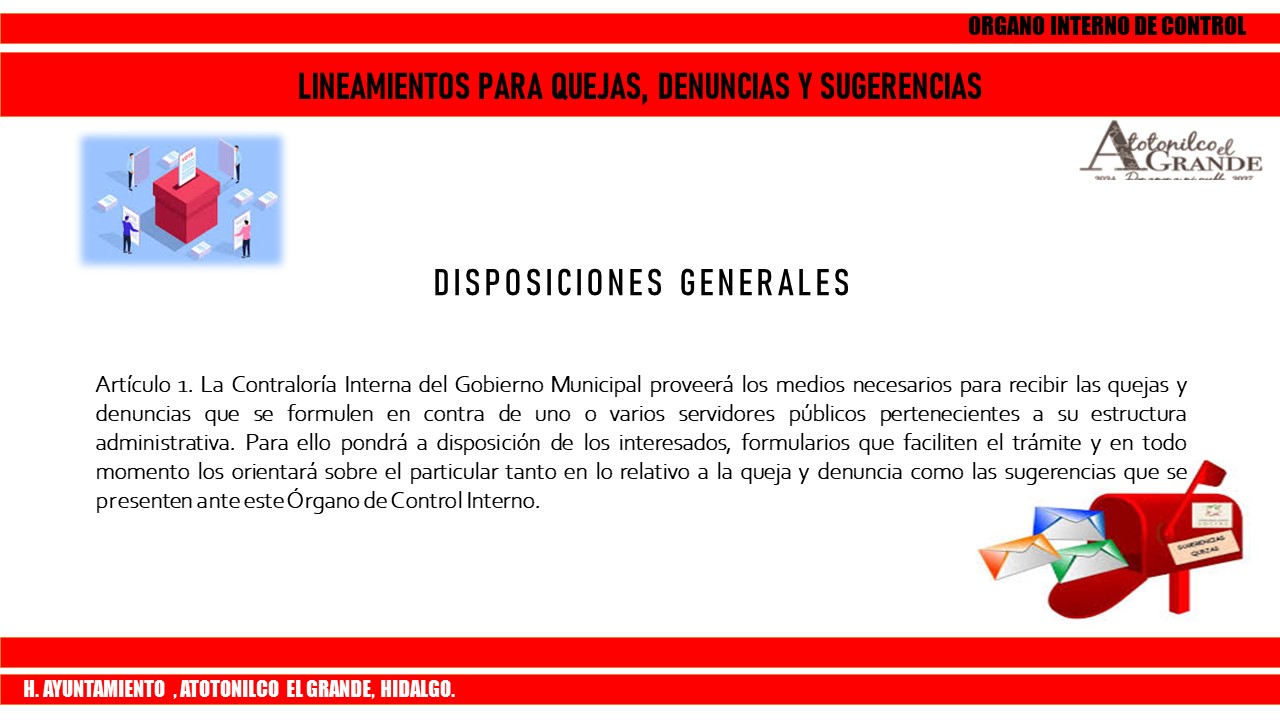 ORGANO INTERNO DE CONTROL
LINEAMIENTOS PARA QUEJAS, DENUNCIAS Y SUGERENCIAS
VOTE
Atotonilco el
GRANDE
DISPOSICIONES GENERALES
Artículo 1. La Contraloría Interna del Gobierno Municipal proveerá los medios necesarios para recibir las quejas y
denuncias que se formulen en contra de uno o varios servidores públicos pertenecientes a su estructura
administrativa. Para ello pondrá a disposición de los interesados, formularios que faciliten el trámite y en todo
momento los orientará sobre el particular tanto en lo relativo a la queja y denuncia como las sugerencias que se
presenten ante este Órgano de Control Interno.
SUGERENCIAS
QUEZAS
H. AYUNTAMIENTO , ATOTONILCO EL GRANDE, HIDALGO.